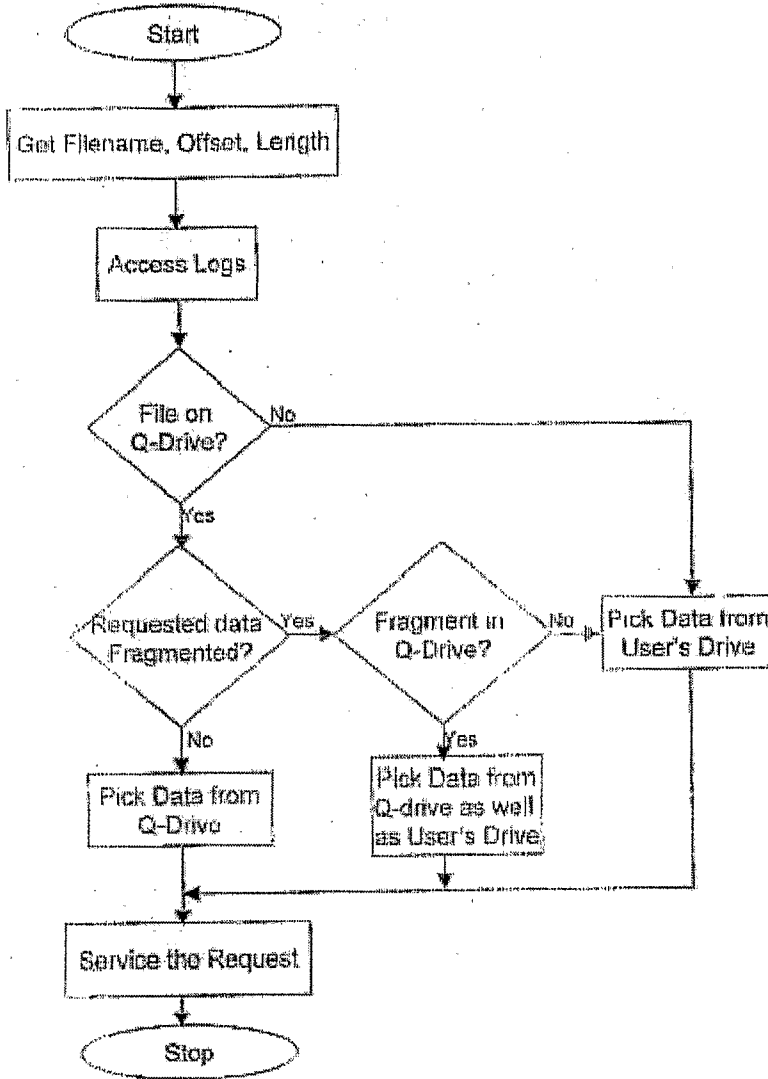 Start
Get Filename, Offset, Length
Access Logs
File on
Q-Drive?
No
Yes
Requested data
Fragmented?
Yes
Fragment in
Q-Drive?
No
Pick Data from
User's Drive
No
Yes
Pick Data from
Q-Drive
Pick Data from
Q-drive as well
as User's Drive
Service the Request
Stop